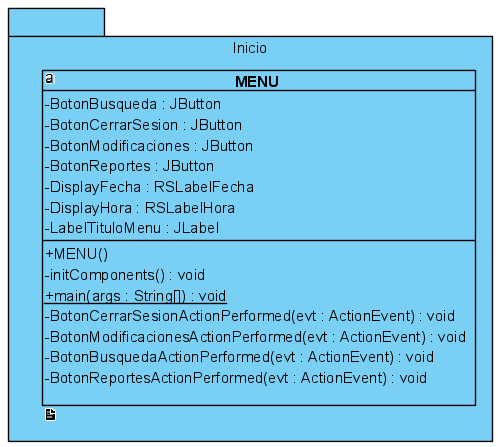 Inicio
a
MENU
-BotonBusqueda : JButton
-BotonCerrarSesion : JButton
-BotonModificaciones : JButton
-BotonReportes : JButton
-DisplayFecha : RSLabelFecha
-DisplayHora : RSLabelHora
-LabelTituloMenu : JLabel
+MENU()
-initComponents() : void
+main(args : String[]) : void
-BotonCerrarSesionActionPerformed(evt : ActionEvent) : void
-BotonModificacionesActionPerformed(evt : ActionEvent) : void
-BotonBusquedaActionPerformed(evt : ActionEvent) : void
-BotonReportesActionPerformed(evt : ActionEvent) : void